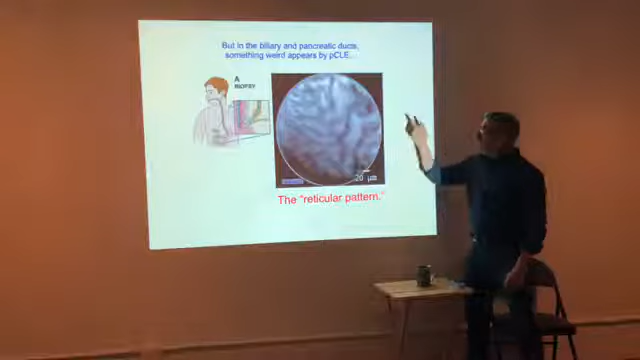 But in the biliary and pancreatic ducts,
something weird appears by pCLE...
A
BIOPSY
20 µm
The "reticular pattern."